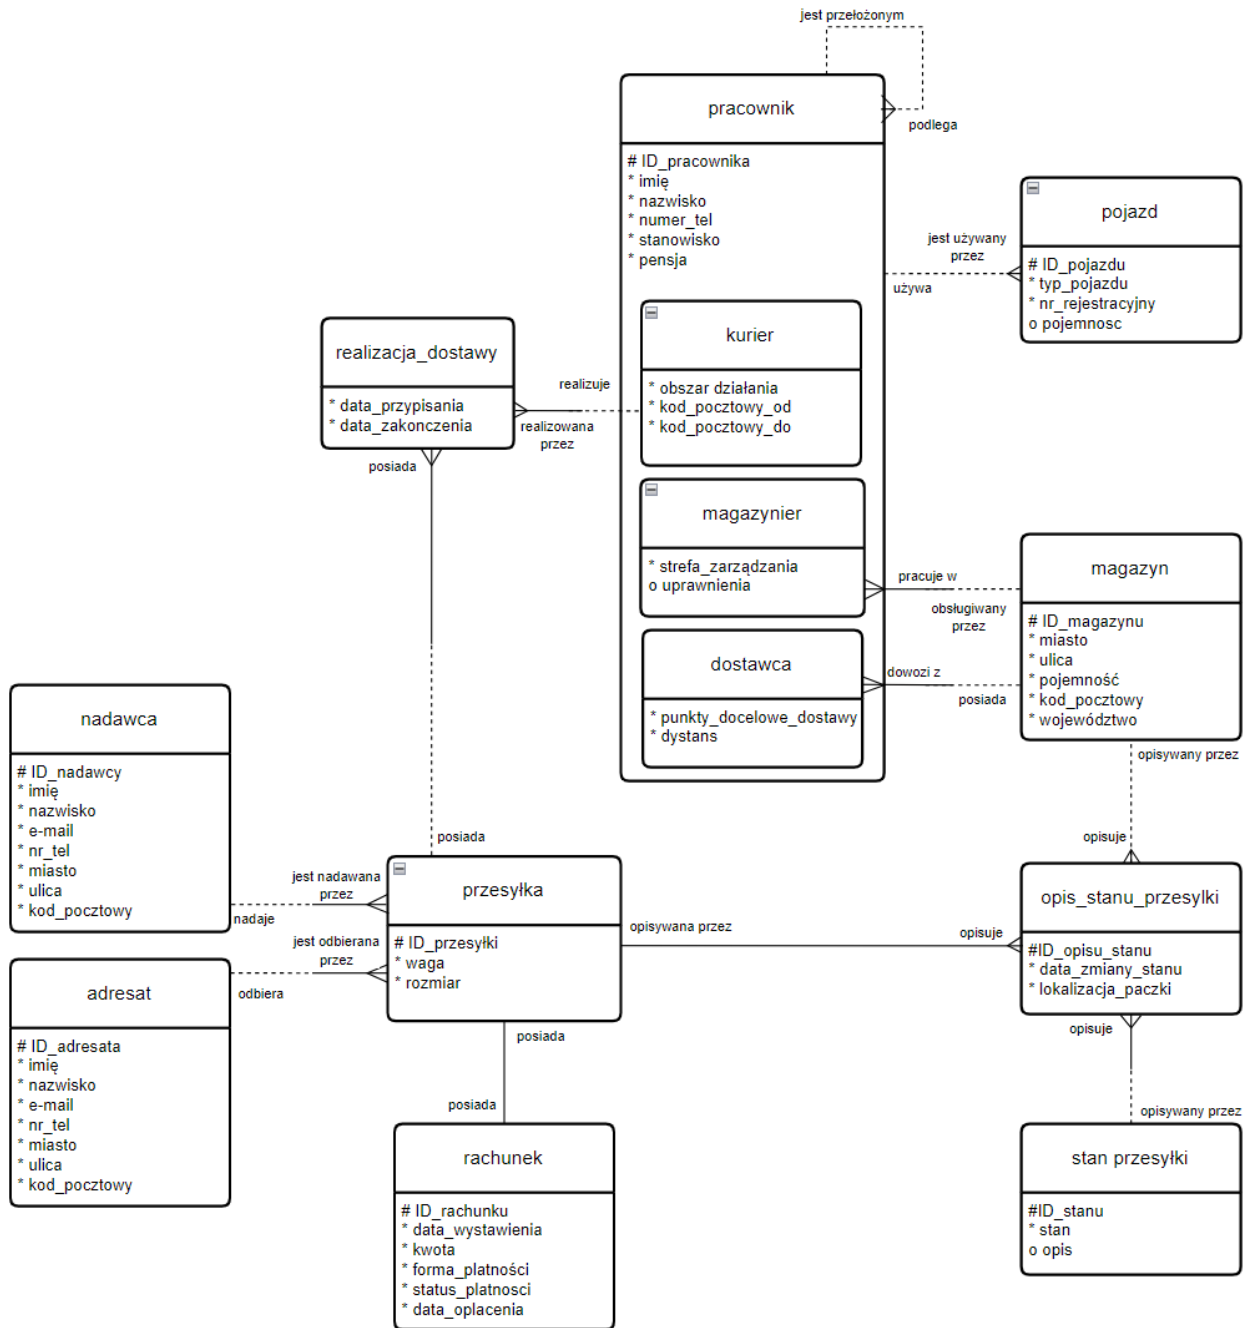 jest przełożonym
pracownik
podlega
# ID_pracownika
* imię
* nazwisko
* numer_tel
* stanowisko
* pensja
pojazd
jest używany
przez
używa
# ID_pojazdu
* typ_pojazdu
* nr_rejestracyjny
o pojemnosc
kurier
* obszar działania
* kod_pocztowy_od
* kod_pocztowy_do
realizacja_dostawy
* data_przypisania
* data_zakonczenia
realizuje
realizowana
przez
posiada
magazynier
* strefa_zarządzania
o uprawnienia
pracuje w
obsługiwany
przez
magazyn
# ID_magazynu
* miasto
* ulica
* pojemność
* kod_pocztowy
* województwo
dostawca
* punkty_docelowe_dostawy
* dystans
dowozi z
posiada
opisywany przez
opisuje
nadawca
# ID_nadawcy
* imię
* nazwisko
* e-mail
* nr_tel
* miasto
* ulica
* kod_pocztowy
posiada
jest nadawana
przez
nadaje
jest odbierana
przez
odbiera
przesyłka
# ID_przesyłki
* waga
* rozmiar
opisywana przez
opisuje
opis_stanu_przesylki
#ID_opisu_stanu
* data_zmiany_stanu
* lokalizacja_paczki
opisuje
adresat
# ID_adresata
* imię
* nazwisko
* e-mail
* nr_tel
* miasto
* ulica
* kod_pocztowy
posiada
posiada
opisywany przez
rachunek
# ID_rachunku
* data_wystawienia
* kwota
* forma_platności
* status_platnosci
* data_oplacenia
stan przesyłki
#ID_stanu
* stan
o opis